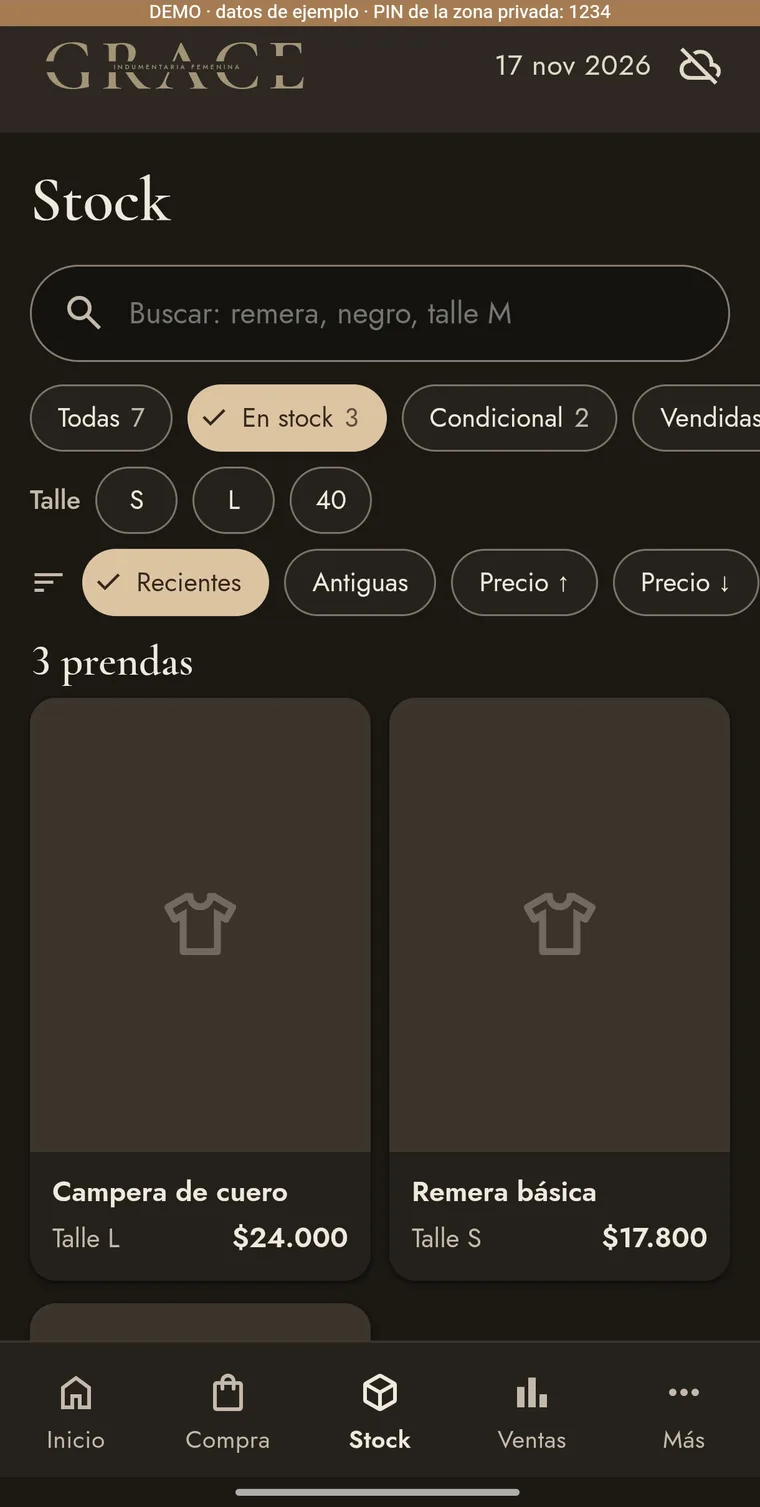 DEMO · datos de ejemplo · PIN de la zona privada: 1234
GRACE
INDUMENTARIA FEMENINA
17 nov 2026
Stock
Buscar: remera, negro, talle M
Todas 7 En stock 3 Condicional 2 Vendidas
Talle S L 40
Recientes Antiguas Precio ↑ Precio ↓
3 prendas
Campera de cuero
Talle L $24.000
Remera básica
Talle S $17.800
Inicio Compra Stock Ventas Más